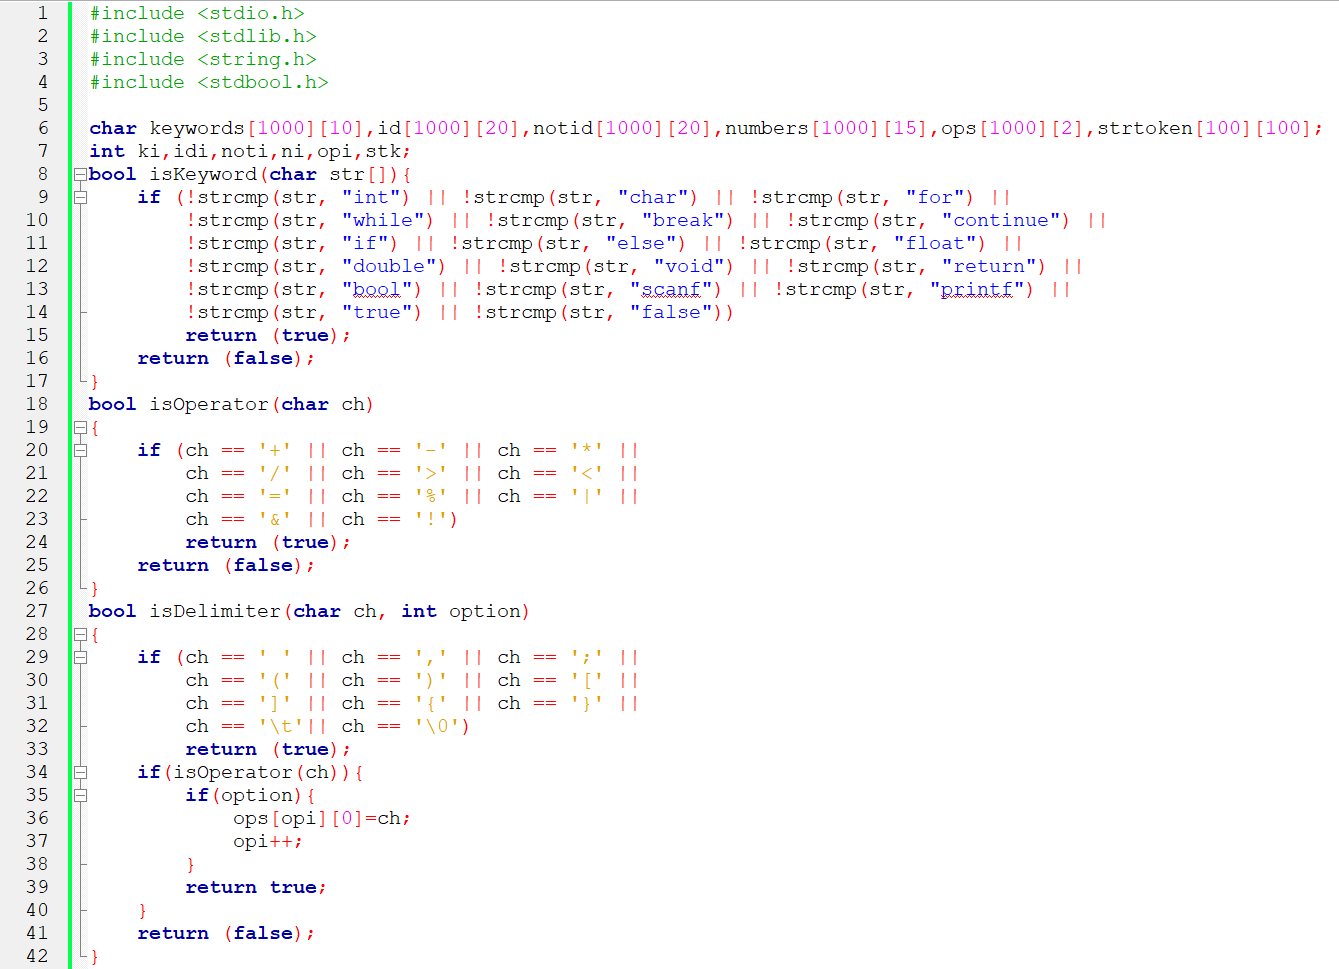 1 #include <stdio.h>
2 #include <stdlib.h>
3 #include <string.h>
4 #include <stdbool.h>
5
6 char keywords[1000][10],id[1000][20],notid[1000][20],numbers[1000][15],ops[1000][2],strtoken[100][100];
7 int ki,idi,noti,ni,opi,stk;
8 bool isKeyword(char str[]){
9     if (!strcmp(str, "int") || !strcmp(str, "char") || !strcmp(str, "for") ||
10         !strcmp(str, "while") || !strcmp(str, "break") || !strcmp(str, "continue") ||
11         !strcmp(str, "if") || !strcmp(str, "else") || !strcmp(str, "float") ||
12         !strcmp(str, "double") || !strcmp(str, "void") || !strcmp(str, "return") ||
13         !strcmp(str, "bool") || !strcmp(str, "scanf") || !strcmp(str, "printf") ||
14         !strcmp(str, "true") || !strcmp(str, "false"))
15         return (true);
16     return (false);
17 }
18 bool isOperator(char ch)
19 {
20     if (ch == '+' || ch == '-' || ch == '*' ||
21         ch == '/' || ch == '>' || ch == '<' ||
22         ch == '=' || ch == '%' || ch == '|' ||
23         ch == '&' || ch == '!')
24         return (true);
25     return (false);
26 }
27 bool isDelimiter(char ch, int option)
28 {
29     if (ch == ' ' || ch == ',' || ch == ';' ||
30         ch == '(' || ch == ')' || ch == '[' ||
31         ch == ']' || ch == '{' || ch == '}' ||
32         ch == '\t'|| ch == '\0')
33         return (true);
34     if(isOperator(ch)){
35         if(option){
36             ops[opi][0]=ch;
37             opi++;
38         }
39         return true;
40     }
41     return (false);
42 }